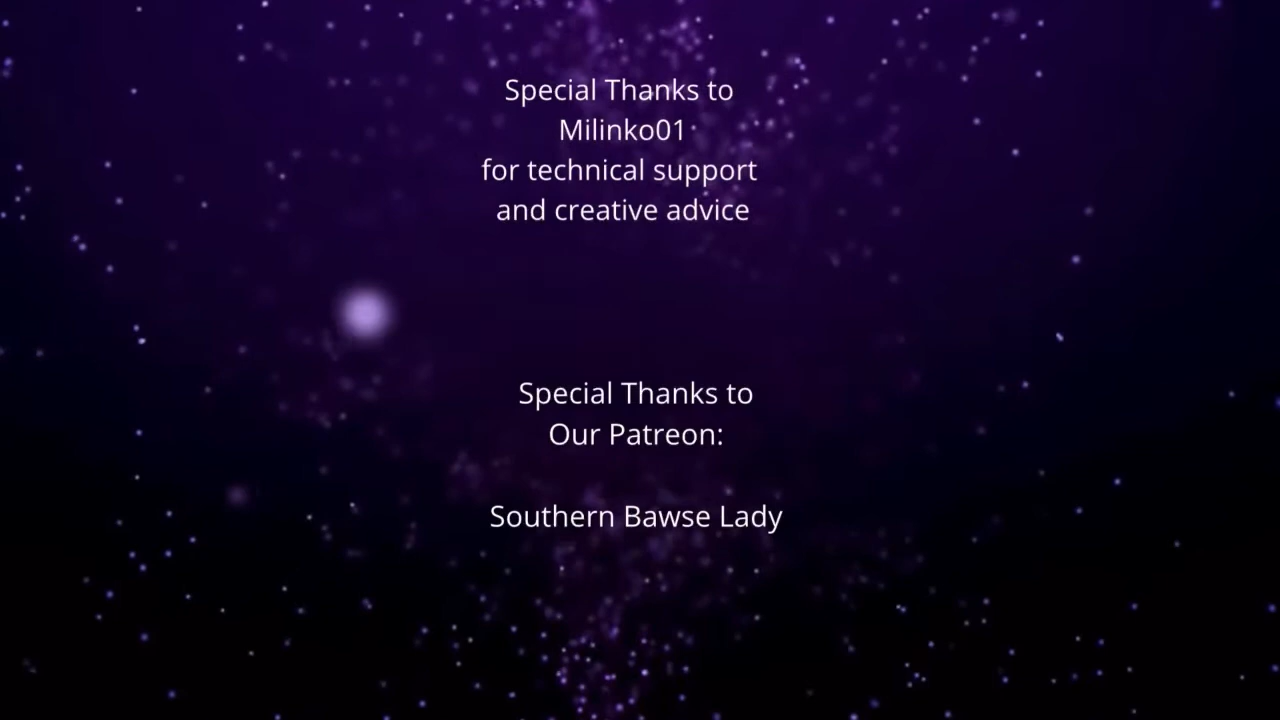 Special Thanks to
Milinko01
for technical support
and creative advice
Special Thanks to
Our Patreon:
Southern Bawse Lady